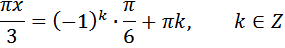 πx/3 = (−1)^k · π/6 + πk,      k ∈ Z